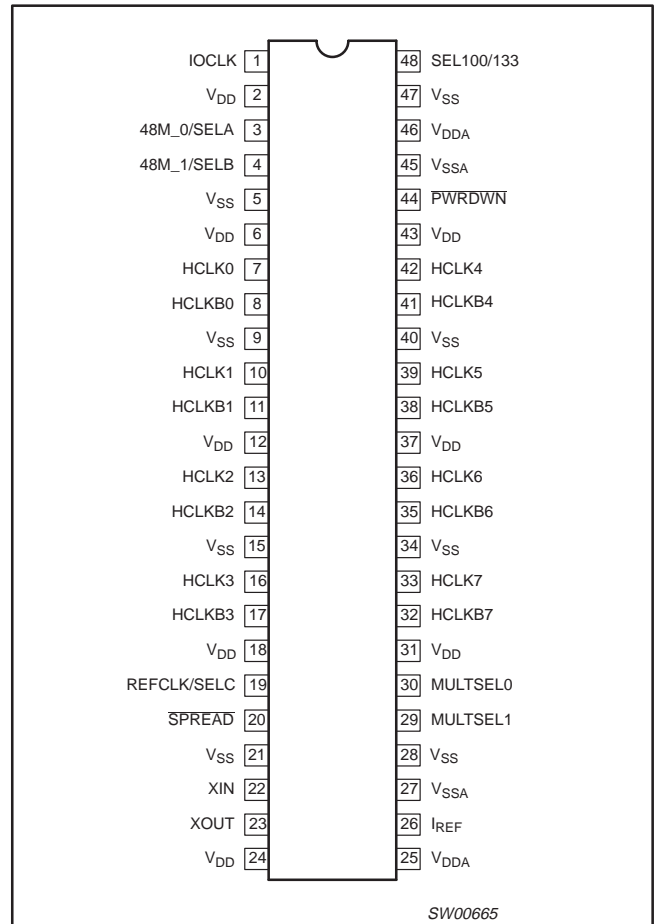 IOCLK 1 48 SEL100/133
VDD 2 47 VSS
48M_0/SELA 3 46 VDDA
48M_1/SELB 4 45 VSSA
VSS 5 44 PWRDWN
VDD 6 43 VDD
HCLK0 7 42 HCLK4
HCLKB0 8 41 HCLKB4
VSS 9 40 VSS
HCLK1 10 39 HCLK5
HCLKB1 11 38 HCLKB5
VDD 12 37 VDD
HCLK2 13 36 HCLK6
HCLKB2 14 35 HCLKB6
VSS 15 34 VSS
HCLK3 16 33 HCLK7
HCLKB3 17 32 HCLKB7
VDD 18 31 VDD
REFCLK/SELC 19 30 MULTSEL0
SPREAD 20 29 MULTSEL1
VSS 21 28 VSS
XIN 22 27 VSSA
XOUT 23 26 IREF
VDD 24 25 VDDA
SW00665